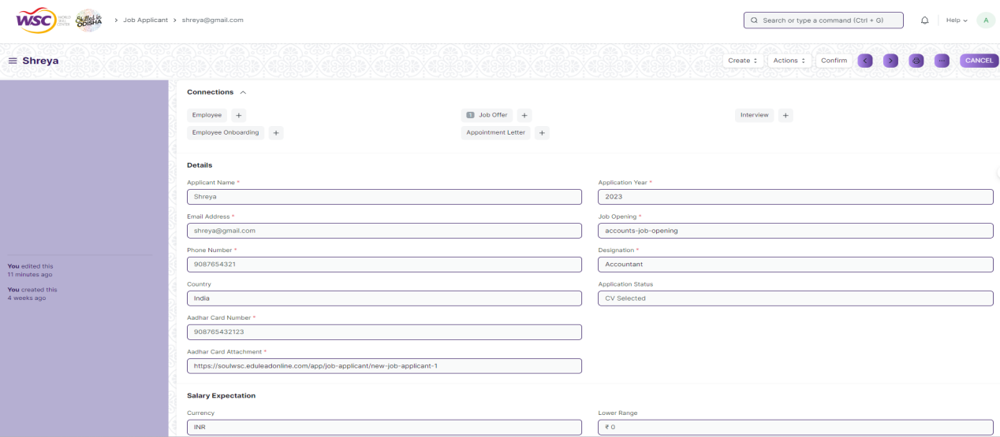 WSC WORLD SKILL CENTER Skilled in ODISHA > Job Applicant > shreya@gmail.com Search or type a command (Ctrl + G) Help A
Shreya Create Actions Confirm < > ... CANCEL
Connections
Employee + 1 Job Offer + Interview +
Employee Onboarding + Appointment Letter +
Details
Applicant Name * Application Year *
Shreya 2023
Email Address * Job Opening *
shreya@gmail.com accounts-job-opening
Phone Number * Designation *
9087654321 Accountant
You edited this
11 minutes ago
Country Application Status
You created this
4 weeks ago
India CV Selected
Aadhar Card Number *
908765432123
Aadhar Card Attachment *
https://soulwsc.eduleadonline.com/app/job-applicant/new-job-applicant-1
Salary Expectation
Currency Lower Range
INR ₹ 0